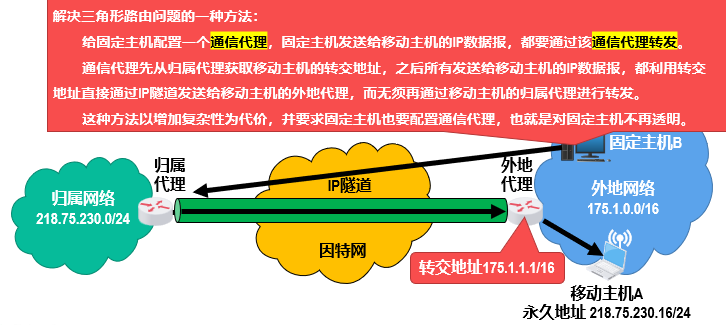 解决三角形路由问题的一种方法：
给固定主机配置一个通信代理，固定主机发送给移动主机的IP数据报，都要通过该通信代理转发。
通信代理先从归属代理获取移动主机的转交地址，之后所有发送给移动主机的IP数据报，都利用转交
地址直接通过IP隧道发送给移动主机的外地代理，而无须再通过移动主机的归属代理进行转发。
这种方法以增加复杂性为代价，并要求固定主机也要配置通信代理，也就是对固定主机不再透明。
固定主机B
归属
代理
外地
代理
IP隧道
归属网络
218.75.230.0/24
外地网络
175.1.0.0/16
因特网
转交地址175.1.1.1/16
移动主机A
永久地址 218.75.230.16/24